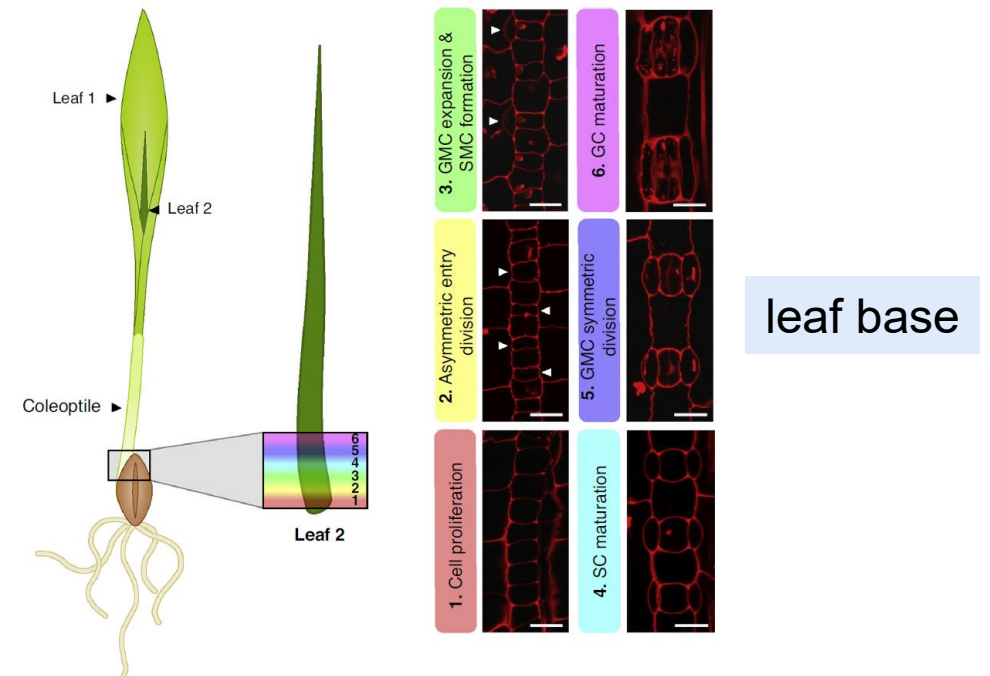 Leaf 1
Leaf 2
Coleoptile
6
5
4
3
2
1
Leaf 2
3. GMC expansion &
SMC formation
6. GC maturation
2. Asymmetric entry
division
5. GMC symmetric
division
1. Cell proliferation
4. SC maturation
leaf base